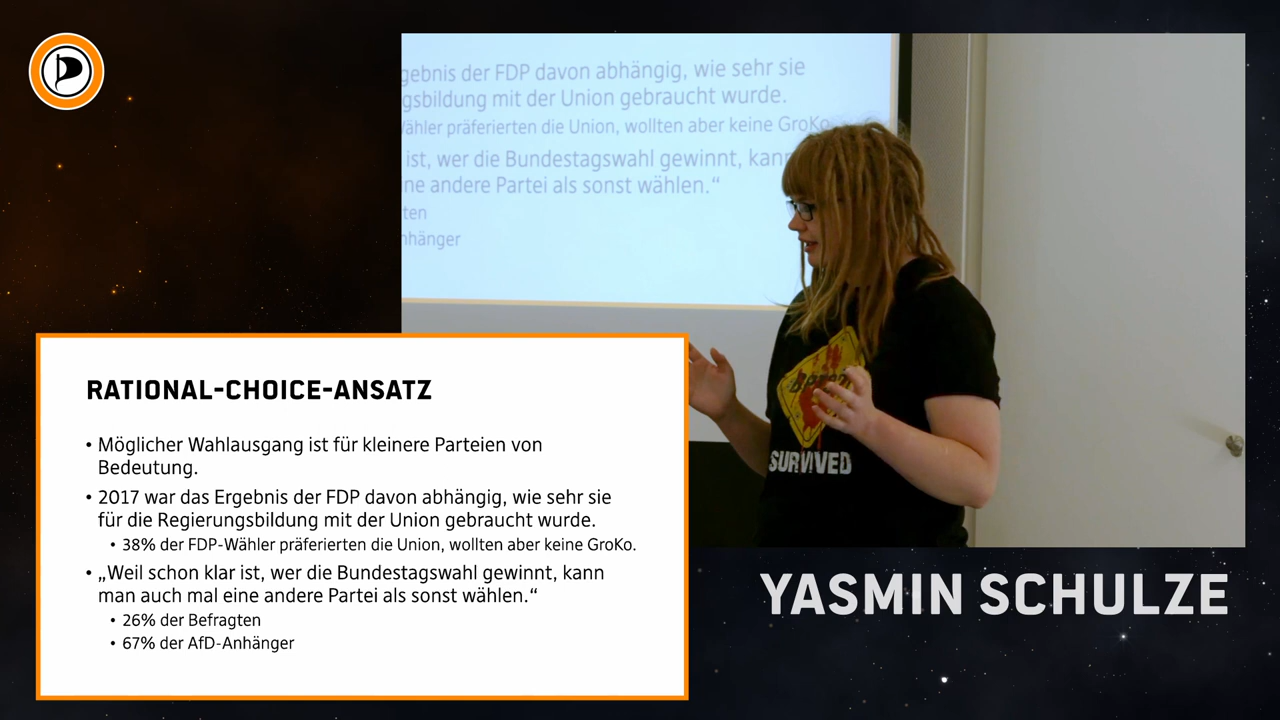 gebnis der FDP davon abhängig, wie sehr sie
gsbildung mit der Union gebraucht wurde.
Wähler präferierten die Union, wollten aber keine GroKo
ist, wer die Bundestagswahl gewinnt, kann
ne andere Partei als sonst wählen.“
ten
nhänger
SURVIVED
RATIONAL-CHOICE-ANSATZ
• Möglicher Wahlausgang ist für kleinere Parteien von
Bedeutung.
• 2017 war das Ergebnis der FDP davon abhängig, wie sehr sie
für die Regierungsbildung mit der Union gebraucht wurde.
• 38% der FDP-Wähler präferierten die Union, wollten aber keine GroKo.
• „Weil schon klar ist, wer die Bundestagswahl gewinnt, kann
man auch mal eine andere Partei als sonst wählen.“
• 26% der Befragten
• 67% der AfD-Anhänger
YASMIN SCHULZE